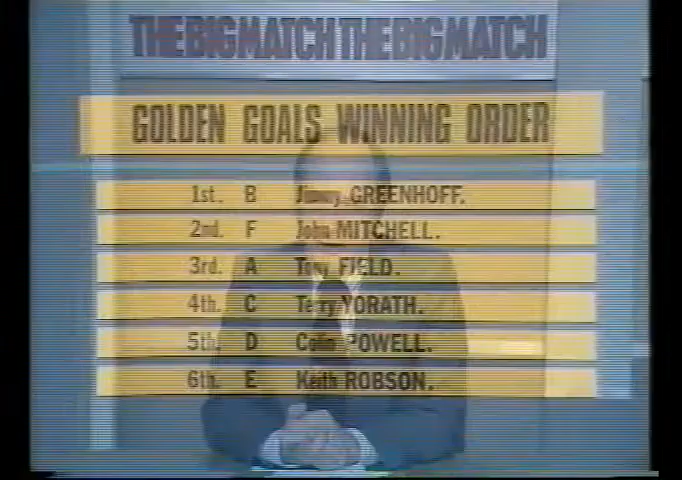 THE BIG MATCH THE BIG MATCH
GOLDEN GOALS WINNING ORDER
1st. B Jimmy GREENHOFF.
2nd. F John MITCHELL.
3rd. A Tony FIELD.
4th. C Terry YORATH.
5th. D Colin POWELL.
6th. E Keith ROBSON.